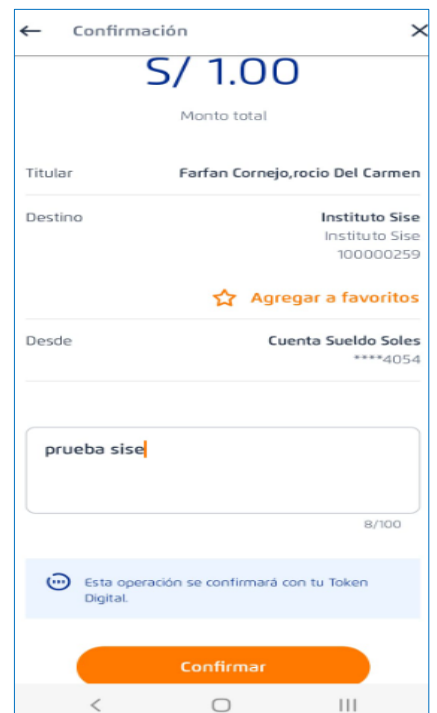 Confirmación
S/ 1.00
Monto total
Titular Farfan Cornejo,rocio Del Carmen
Destino Instituto Sise
Instituto Sise
100000259
Agregar a favoritos
Desde Cuenta Sueldo Soles
****4054
prueba sise
8/100
Esta operación se confirmará con tu Token
Digital.
Confirmar